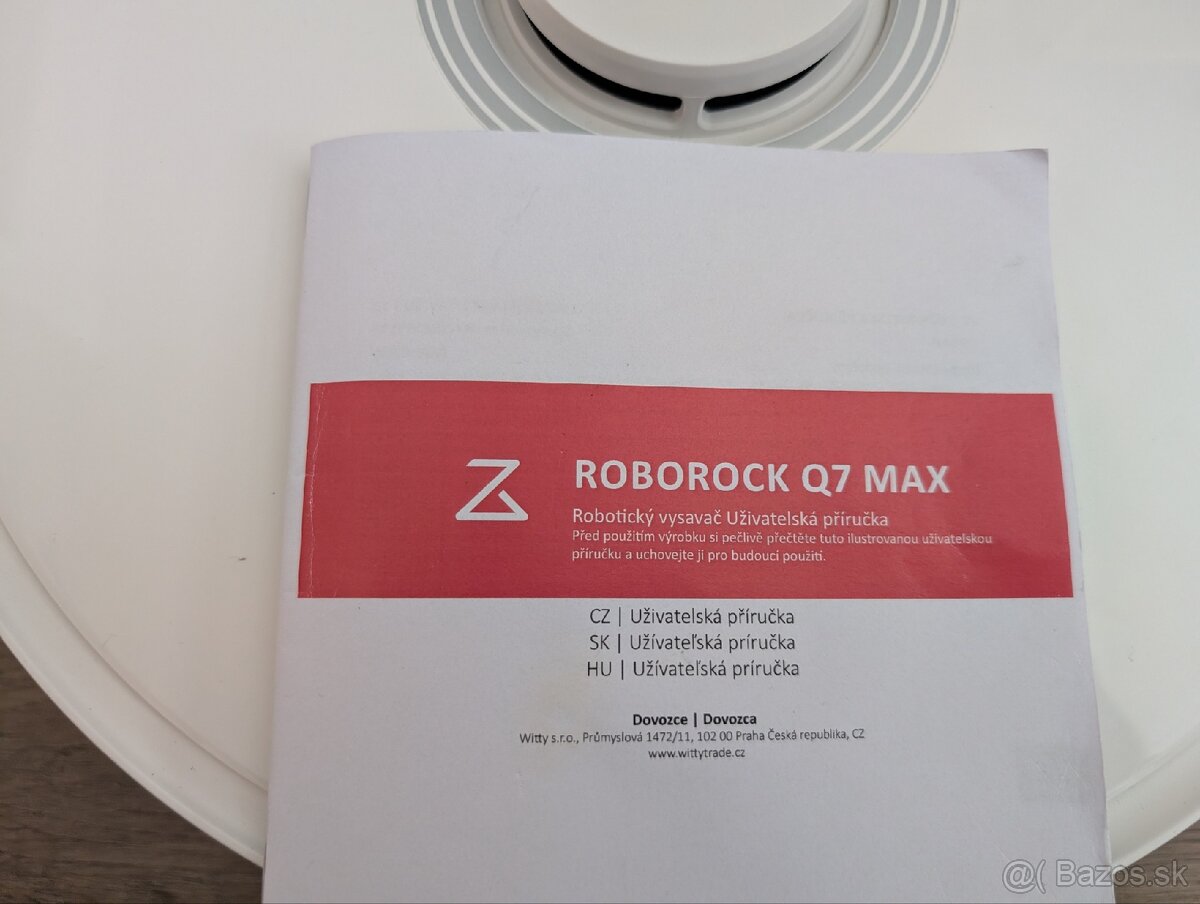 ROBOROCK Q7 MAX
Robotický vysavač Uživatelská příručka
Před použitím výrobku si pečlivě přečtěte tuto ilustrovanou uživatelskou
příručku a uchovejte ji pro budoucí použití.
CZ | Uživatelská příručka
SK | Užívateľská príručka
HU | Užívateľská príručka
Dovozce | Dovozca
Witty s.r.o., Průmyslová 1472/11, 102 00 Praha Česká republika, CZ
www.wittytrade.cz
@( Bazos.sk